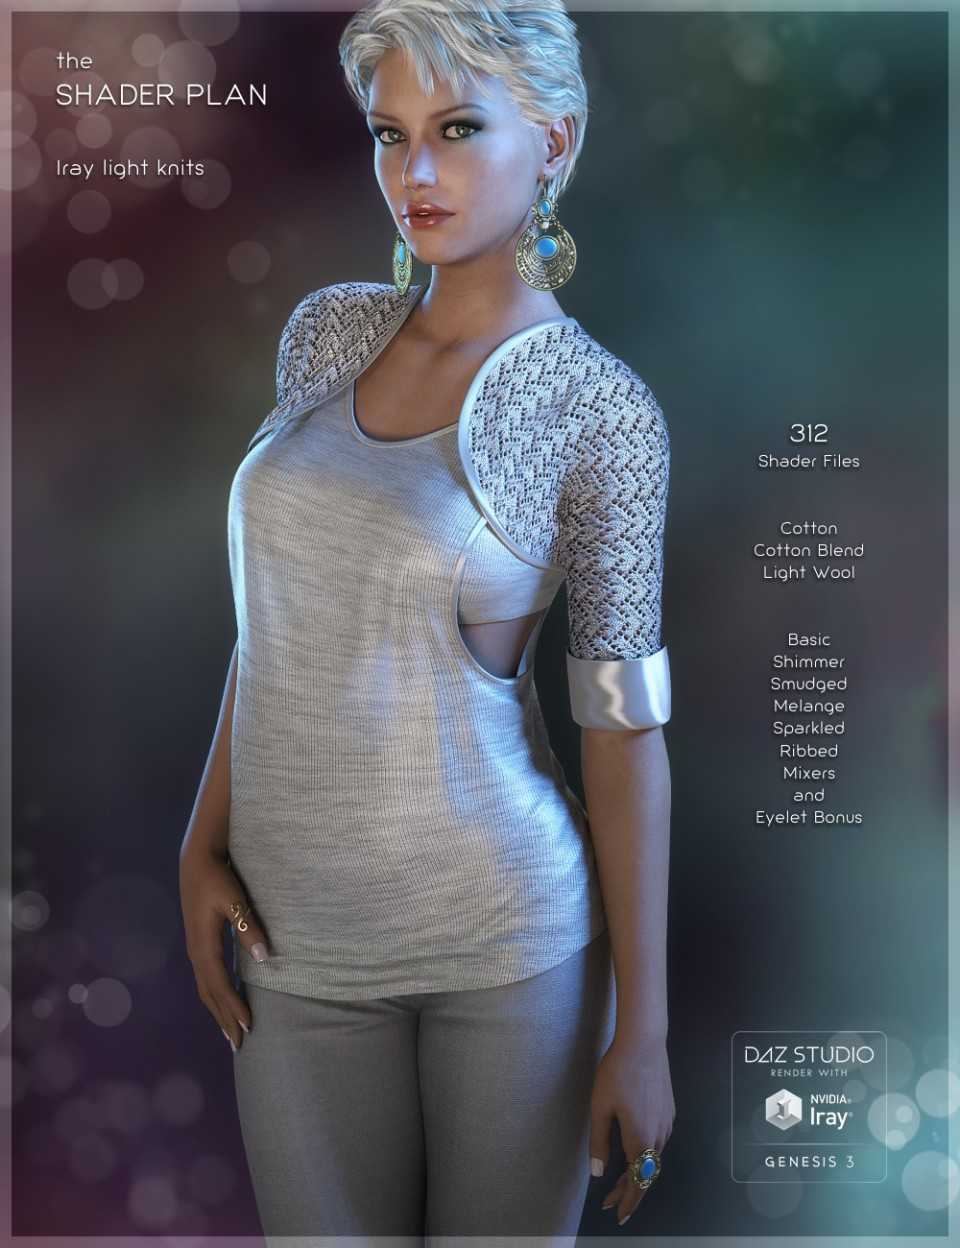 the
SHADER PLAN
Iray light knits
312
Shader Files
Cotton
Cotton Blend
Light Wool
Basic
Shimmer
Smudged
Melange
Sparkled
Ribbed
Mixers
and
Eyelet Bonus
DAZ STUDIO
RENDER WITH
NVIDIA®
Iray®
GENESIS 3